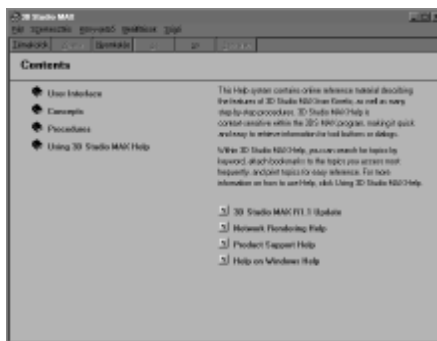 3D Studio MAX
Súgó
Contents
User Interface
Concepts
Procedures
Using 3D Studio MAX Help
This Help system contains online reference material describing
the features of 3D Studio MAX from Kinetix, as well as many
step-by-step procedures. 3D Studio MAX Help is
context-sensitive within the 3DS MAX program, making it quick
and easy to retrieve information for tool buttons or dialogs.
Within 3D Studio MAX Help, you can search for topics by
keyword, attach bookmarks to the topics you access most
frequently, and print topics for easy reference. For more
information on how to use Help, click Using 3D Studio MAX Help.
3D Studio MAX R1.1 Update
Network Rendering Help
Product Support Help
Help on Windows Help